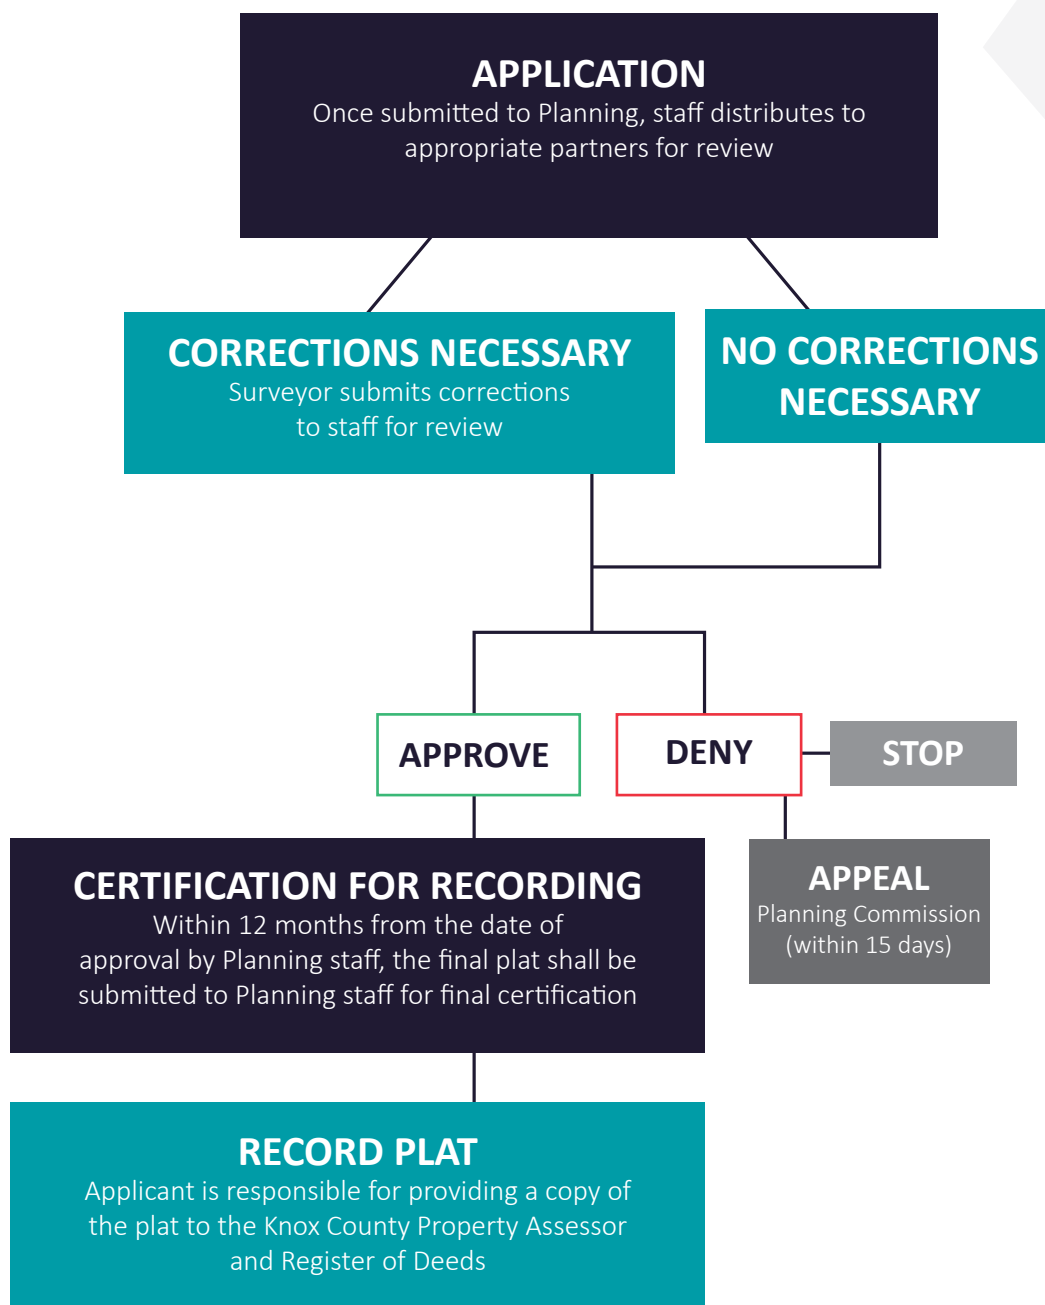 APPLICATION
Once submitted to Planning, staff distributes to
appropriate partners for review
CORRECTIONS NECESSARY
Surveyor submits corrections
to staff for review
NO CORRECTIONS
NECESSARY
APPROVE
DENY
STOP
CERTIFICATION FOR RECORDING
Within 12 months from the date of
approval by Planning staff, the final plat shall be
submitted to Planning staff for final certification
APPEAL
Planning Commission
(within 15 days)
RECORD PLAT
Applicant is responsible for providing a copy of
the plat to the Knox County Property Assessor
and Register of Deeds